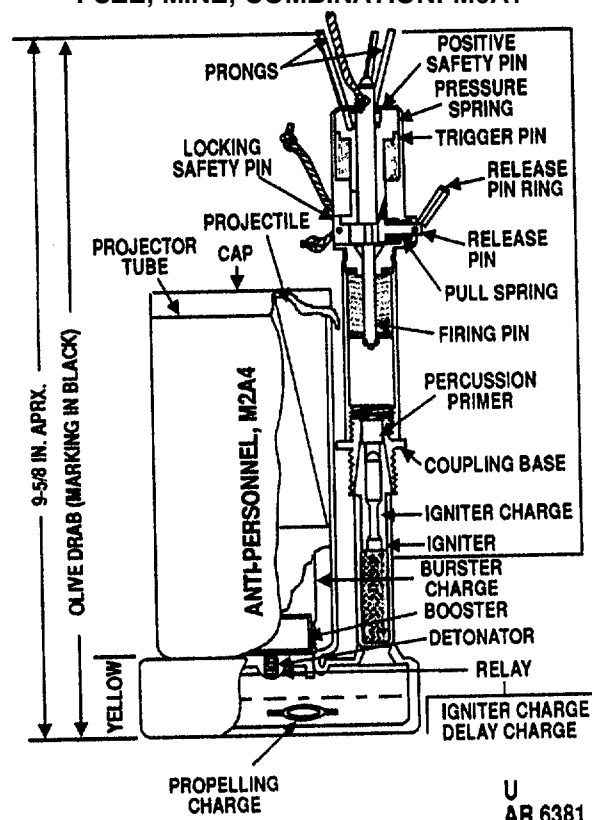 FUZE, MINE, COMBINATION: M6A1
PRONGS
POSITIVE
SAFETY PIN
PRESSURE
SPRING
TRIGGER PIN
LOCKING
SAFETY PIN
RELEASE
PIN RING
PROJECTILE
PROJECTOR
TUBE
CAP
RELEASE
PIN
PULL SPRING
FIRING PIN
PERCUSSION
PRIMER
COUPLING BASE
9-5/8 IN. APRX.
OLIVE DRAB (MARKING IN BLACK)
ANTI-PERSONNEL, M2A4
IGNITER CHARGE
IGNITER
BURSTER
CHARGE
BOOSTER
DETONATOR
YELLOW
RELAY
IGNITER CHARGE
DELAY CHARGE
PROPELLING
CHARGE
U
AR 6381